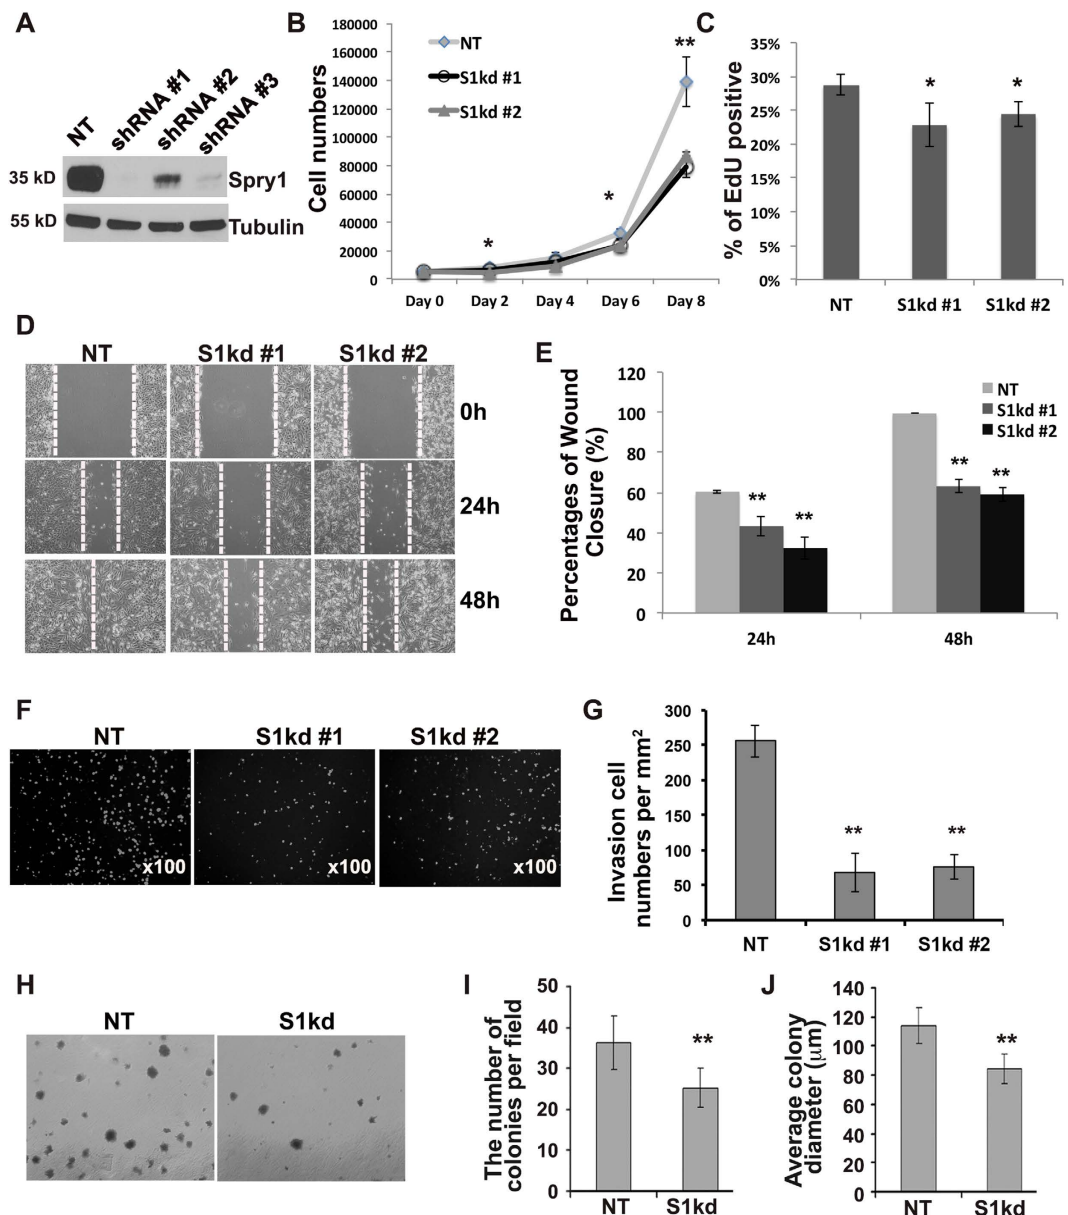 A
NT
shRNA #1
shRNA #2
shRNA #3
35 kD
Spry1
55 kD
Tubulin
B
Cell numbers
180000
160000
140000
120000
100000
80000
60000
40000
20000
0
NT
S1kd #1
S1kd #2
*
*
**
Day 0
Day 2
Day 4
Day 6
Day 8
C
% of EdU positive
35%
30%
25%
20%
15%
10%
5%
0%
*
*
NT
S1kd #1
S1kd #2
D
NT
S1kd #1
S1kd #2
0h
24h
48h
E
Percentages of Wound
Closure (%)
120
100
80
60
40
20
0
NT
S1kd #1
S1kd #2
**
**
**
**
24h
48h
F
NT
S1kd #1
S1kd #2
x100
x100
x100
G
Invasion cell
numbers per mm²
300
250
200
150
100
50
0
**
**
NT
S1kd #1
S1kd #2
H
NT
S1kd
I
The number of
colonies per field
50
40
30
20
10
0
**
NT
S1kd
J
Average colony
diameter (μm)
140
120
100
80
60
40
20
0
**
NT
S1kd